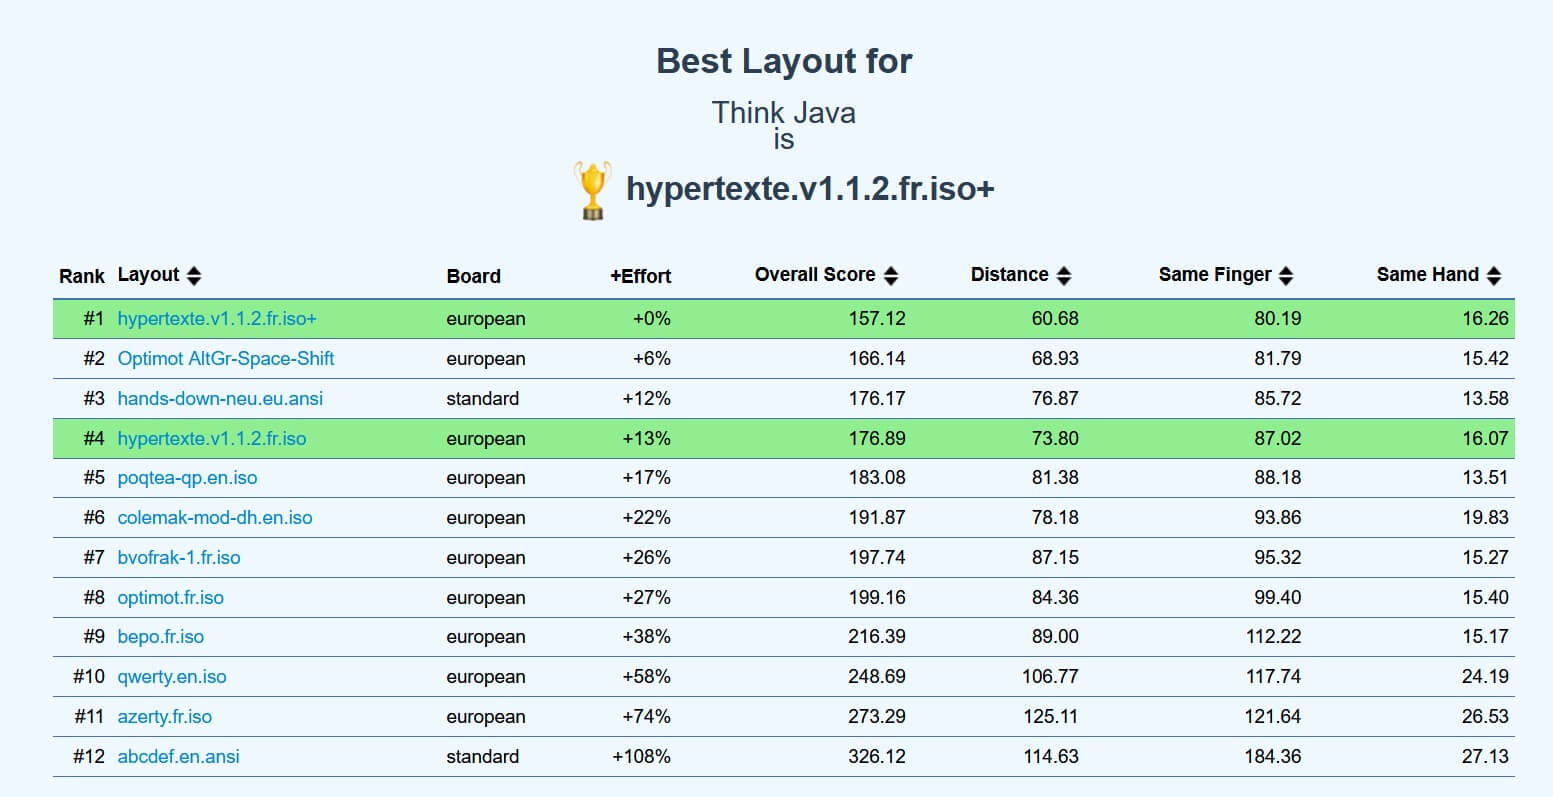 Best Layout for
Think Java
is
hypertexte.v1.1.2.fr.iso+
Rank Layout Board +Effort Overall Score Distance Same Finger Same Hand
#1 hypertexte.v1.1.2.fr.iso+ european +0% 157.12 60.68 80.19 16.26
#2 Optimot AltGr-Space-Shift european +6% 166.14 68.93 81.79 15.42
#3 hands-down-neu.eu.ansi standard +12% 176.17 76.87 85.72 13.58
#4 hypertexte.v1.1.2.fr.iso european +13% 176.89 73.80 87.02 16.07
#5 poqtea-qp.en.iso european +17% 183.08 81.38 88.18 13.51
#6 colemak-mod-dh.en.iso european +22% 191.87 78.18 93.86 19.83
#7 bvofrak-1.fr.iso european +26% 197.74 87.15 95.32 15.27
#8 optimot.fr.iso european +27% 199.16 84.36 99.40 15.40
#9 bepo.fr.iso european +38% 216.39 89.00 112.22 15.17
#10 qwerty.en.iso european +58% 248.69 106.77 117.74 24.19
#11 azerty.fr.iso european +74% 273.29 125.11 121.64 26.53
#12 abcdef.en.ansi standard +108% 326.12 114.63 184.36 27.13